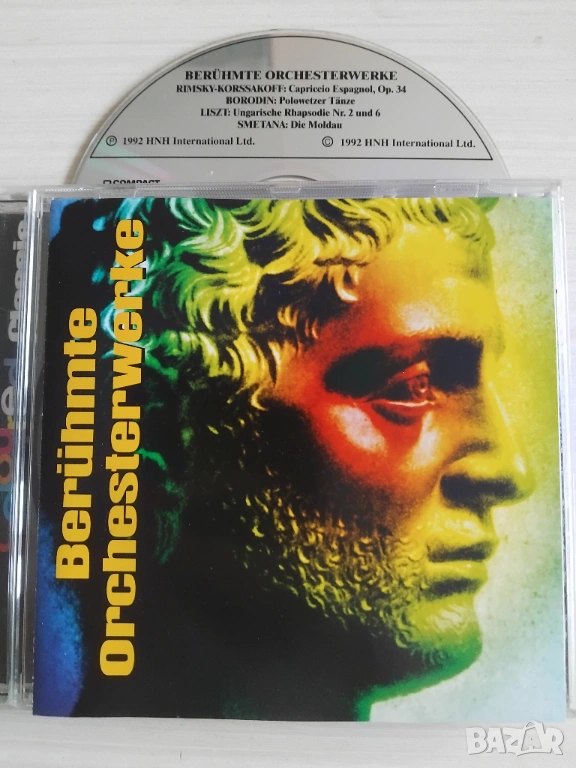 BERÜHMTE ORCHESTERWERKE
RIMSKY-KORSSAKOFF: Capriccio Espagnol, Op. 34
BORODIN: Polowetzer Tänze
LISZT: Ungarische Rhapsodie Nr. 2 und 6
SMETANA: Die Moldau
℗ 1992 HNH International Ltd.
© 1992 HNH International Ltd.
COMPACT
Berühmte
Orchesterwerke
Classic
BAZAR